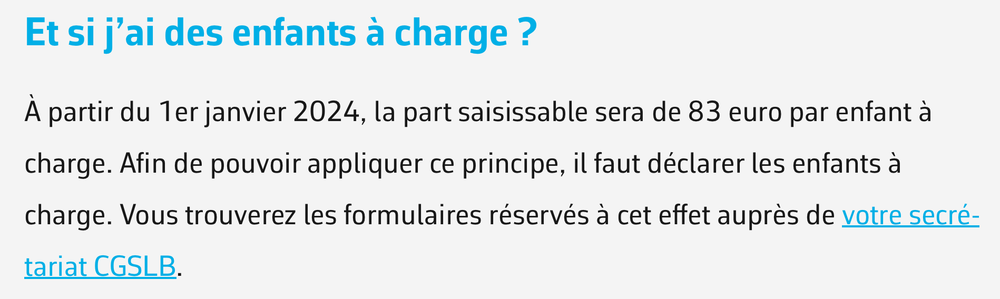 Et si j’ai des enfants à charge ?
À partir du 1er janvier 2024, la part saisissable sera de 83 euro par enfant à
charge. Afin de pouvoir appliquer ce principe, il faut déclarer les enfants à
charge. Vous trouverez les formulaires réservés à cet effet auprès de votre secré-
tariat CGSLB.